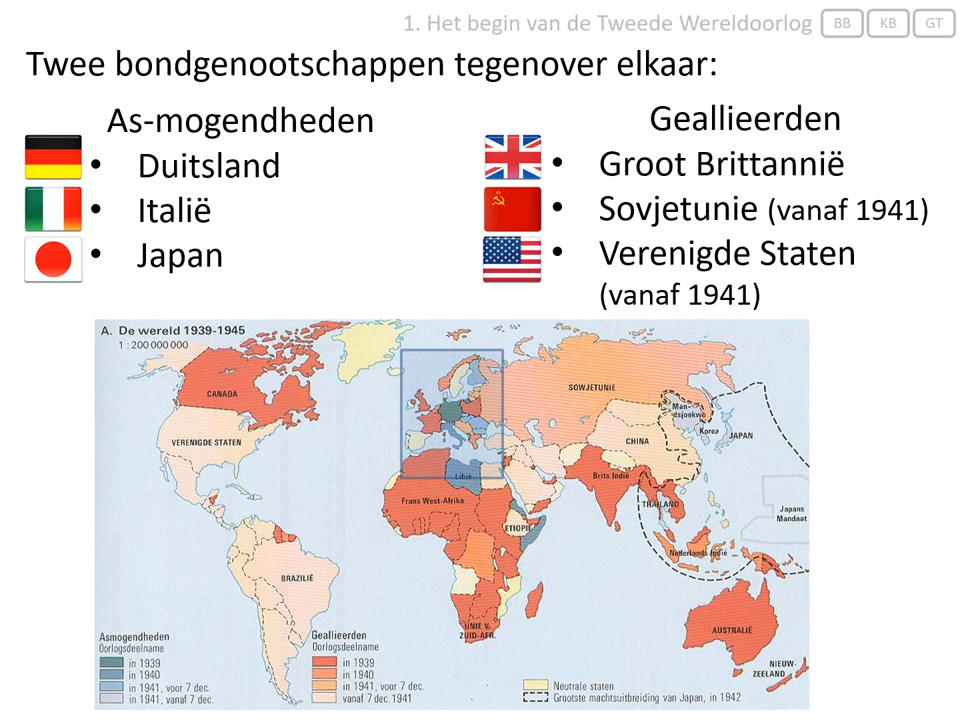 1. Het begin van de Tweede Wereldoorlog BB KB GT
Twee bondgenootschappen tegenover elkaar:
As-mogendheden
• Duitsland
• Italië
• Japan
Geallieerden
• Groot Brittannië
• Sovjetunie (vanaf 1941)
• Verenigde Staten
(vanaf 1941)
A. De wereld 1939-1945
1 : 200 000 000
CANADA
VERENIGDE STATEN
BRAZILIË
SOWJETUNIE
Man-
dsjoekwo
Korea
JAPAN
CHINA
Libië
Brits Indië
Frans West-Afrika
THAILAND
Japans
Mandaat
ETIOPIË
Nederlands Indië
UNIE V.
ZUID-AFR.
AUSTRALIË
NIEUW-
ZEELAND
Asmogendheden
Oorlogsdeelname
in 1939
in 1940
in 1941, voor 7 dec.
in 1941, vanaf 7 dec.
Geallieerden
Oorlogsdeelname
in 1939
in 1940
in 1941, voor 7 dec.
vanaf 7 dec. 1941
Neutrale staten
Grootste machtsuitbreiding van Japan, in 1942